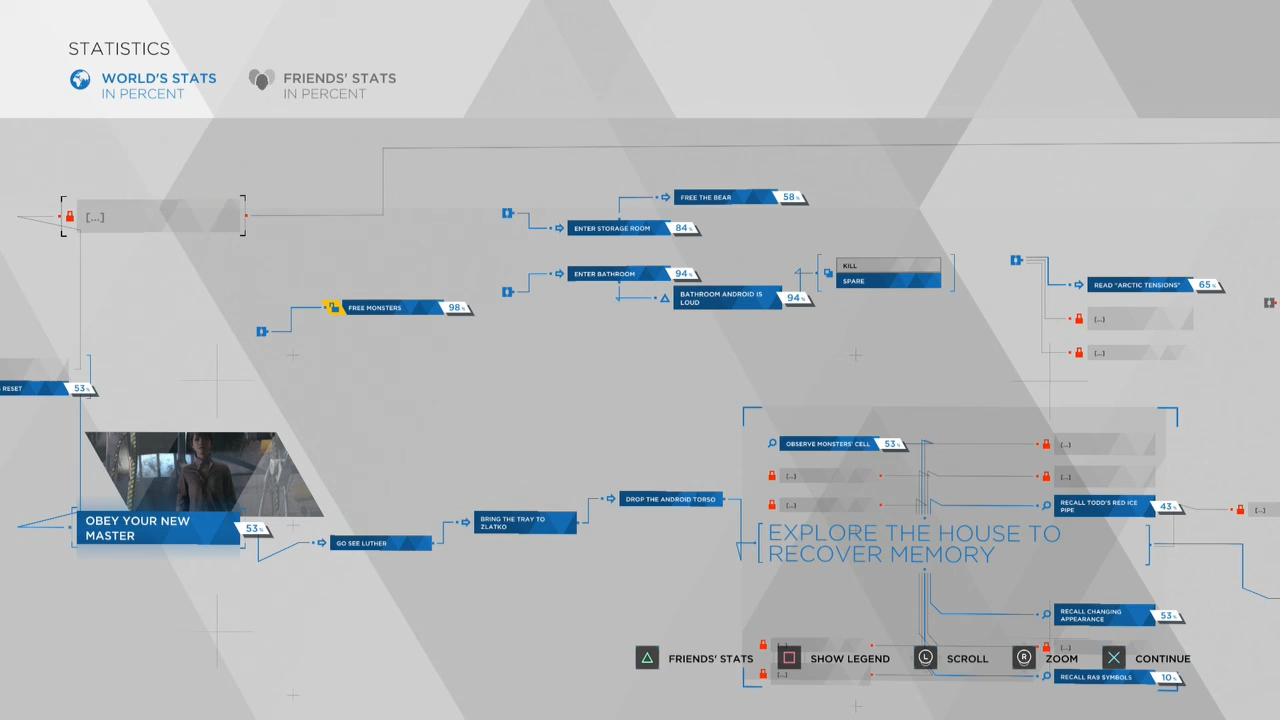 STATISTICS
WORLD'S STATS
IN PERCENT
FRIENDS' STATS
IN PERCENT
[...]
FREE THE BEAR 58%
ENTER STORAGE ROOM 84%
ENTER BATHROOM 94%
BATHROOM ANDROID IS
LOUD 94%
KILL
SPARE
READ "ARCTIC TENSIONS" 65%
[...]
[...]
FREE MONSTERS 98%
RESET 53%
OBEY YOUR NEW
MASTER 53%
GO SEE LUTHER
BRING THE TRAY TO
ZLATKO
DROP THE ANDROID TORSO
OBSERVE MONSTERS' CELL 53%
[...]
[...]
[...]
[...]
RECALL TODD'S RED ICE
PIPE 43%
[...]
EXPLORE THE HOUSE TO
RECOVER MEMORY
RECALL CHANGING
APPEARANCE 53%
[...]
[...]
[...]
RECALL RA9 SYMBOLS 10%
FRIENDS' STATS
SHOW LEGEND
L SCROLL
R ZOOM
CONTINUE